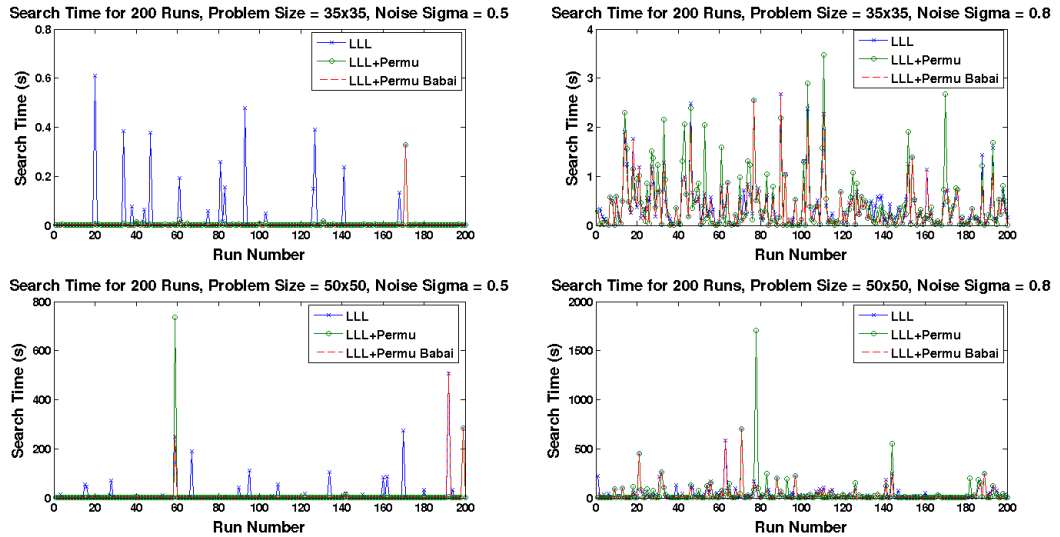 Search Time for 200 Runs, Problem Size = 35x35, Noise Sigma = 0.5
Search Time (s)
0.8
0.6
0.4
0.2
0
0 20 40 60 80 100 120 140 160 180 200
Run Number
LLL
LLL+Permu
LLL+Permu Babai
Search Time for 200 Runs, Problem Size = 35x35, Noise Sigma = 0.8
Search Time (s)
4
3
2
1
0
0 20 40 60 80 100 120 140 160 180 200
Run Number
LLL
LLL+Permu
LLL+Permu Babai
Search Time for 200 Runs, Problem Size = 50x50, Noise Sigma = 0.5
Search Time (s)
800
600
400
200
0
0 20 40 60 80 100 120 140 160 180 200
Run Number
LLL
LLL+Permu
LLL+Permu Babai
Search Time for 200 Runs, Problem Size = 50x50, Noise Sigma = 0.8
Search Time (s)
2000
1500
1000
500
0
0 20 40 60 80 100 120 140 160 180 200
Run Number
LLL
LLL+Permu
LLL+Permu Babai